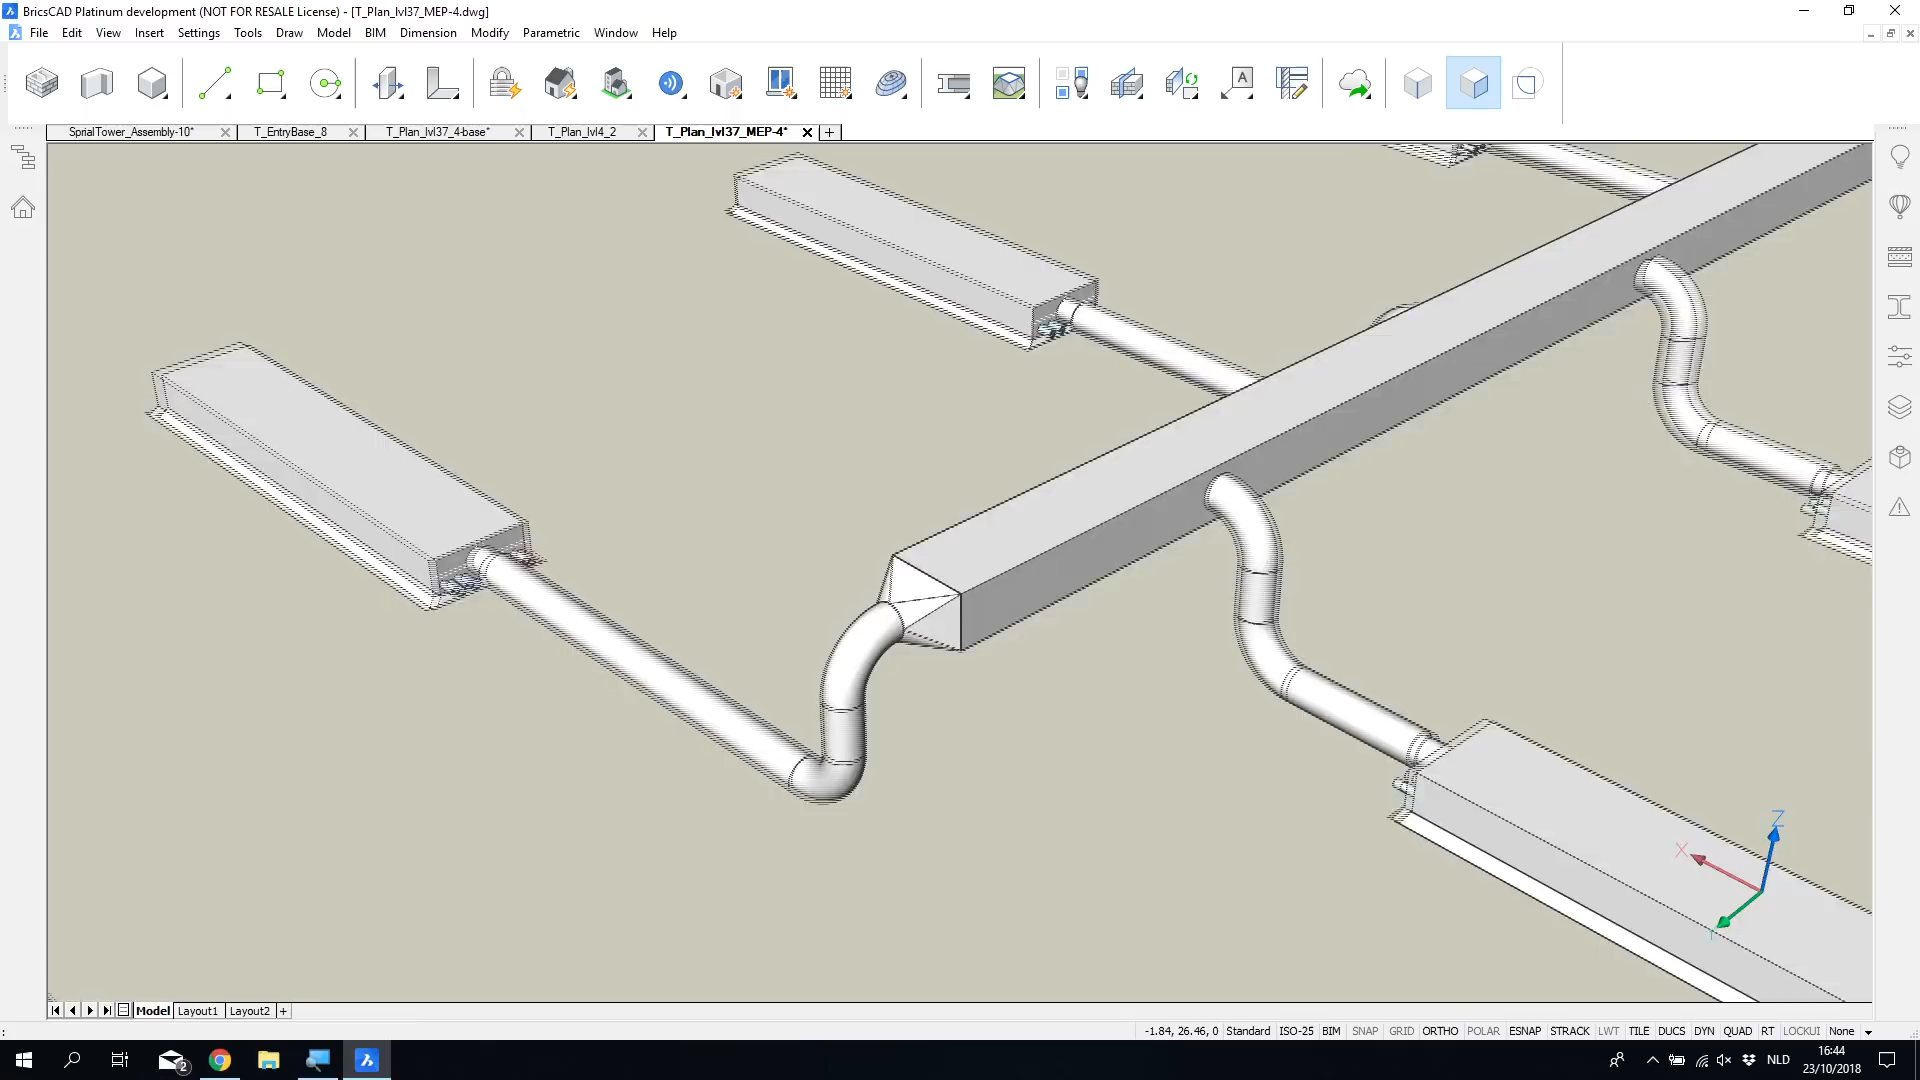 BricsCAD Platinum development (NOT FOR RESALE License) - [T_Plan_lvl37_MEP-4.dwg]
File Edit View Insert Settings Tools Draw Model BIM Dimension Modify Parametric Window Help
A
SprialTower_Assembly-10* T_EntryBase_8 T_Plan_lvl37_4-base* T_Plan_lvl4_2 T_Plan_lvl37_MEP-4* +
Z
X
Y
Model Layout1 Layout2 +
: -1.84, 26.46, 0 Standard ISO-25 BIM SNAP GRID ORTHO POLAR ESNAP STRACK LWT TILE DUCS DYN QUAD RT LOCKUI None
2 NLD 16:44
23/10/2018